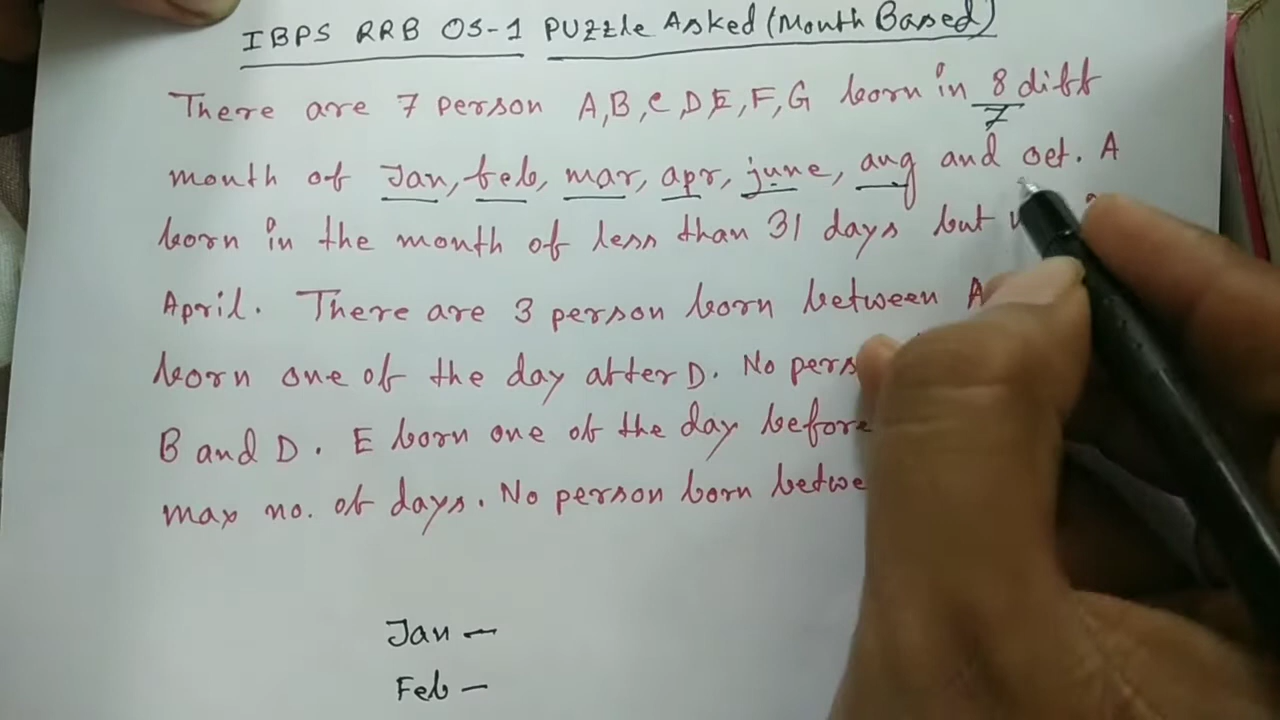 IBPS RRB OS-1 PUZZle Asked (Month Based)
There are 7 person A,B,C,D,E,F,G born in 8 diff
7
month of Jan, feb, mar, apr, june, aug and oct. A
born in the month of less than 31 days but
April. There are 3 person born between A
born one of the day after D. No pers
B and D. E born one of the day before
max no. of days. No person born betwe
Jan —
Feb —